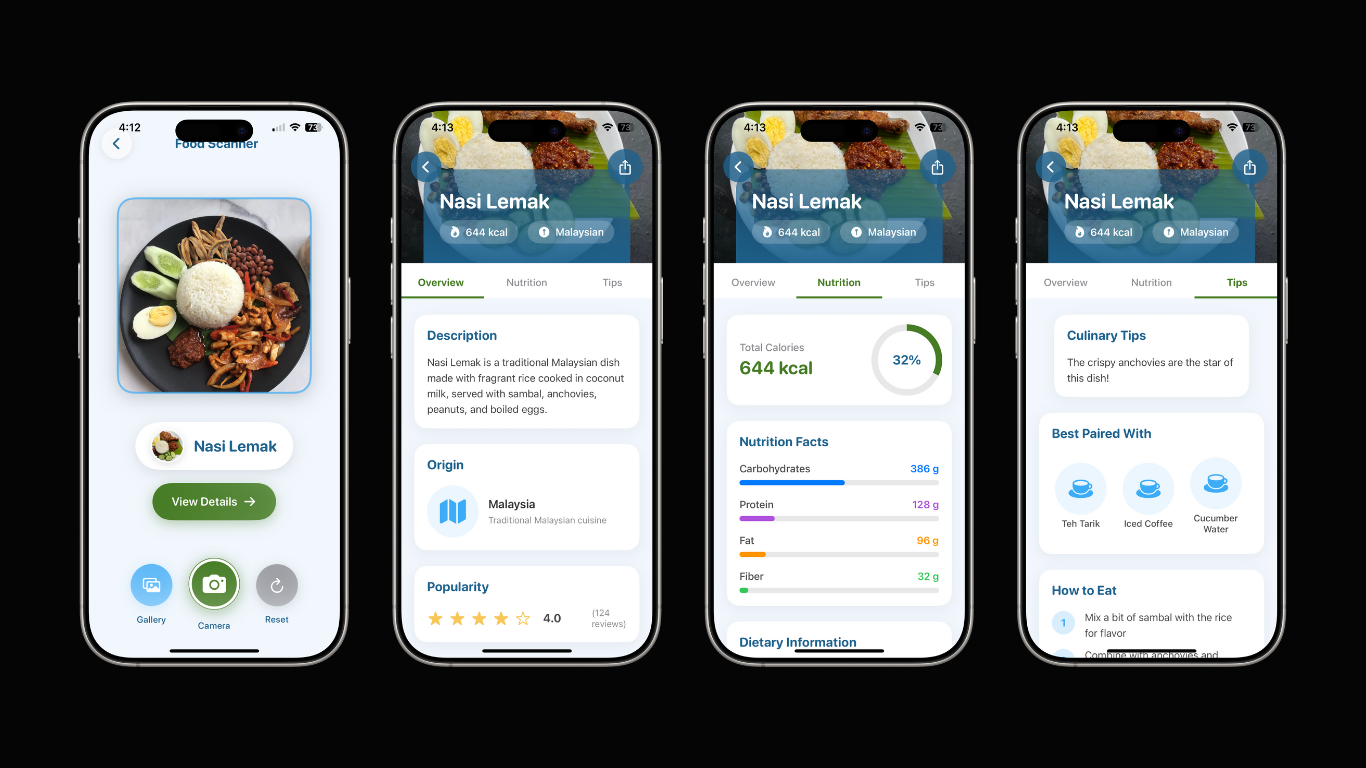 4:12
73
Food Scanner
Nasi Lemak
View Details →
Gallery
Camera
Reset
4:13
73
Nasi Lemak
644 kcal
Malaysian
Overview
Nutrition
Tips
Description
Nasi Lemak is a traditional Malaysian dish
made with fragrant rice cooked in coconut
milk, served with sambal, anchovies,
peanuts, and boiled eggs.
Origin
Malaysia
Traditional Malaysian cuisine
Popularity
4.0
(124
reviews)
4:13
73
Nasi Lemak
644 kcal
Malaysian
Overview
Nutrition
Tips
Total Calories
644 kcal
32%
Nutrition Facts
Carbohydrates
386 g
Protein
128 g
Fat
96 g
Fiber
32 g
Dietary Information
4:13
73
Nasi Lemak
644 kcal
Malaysian
Overview
Nutrition
Tips
Culinary Tips
The crispy anchovies are the star of
this dish!
Best Paired With
Teh Tarik
Iced Coffee
Cucumber
Water
How to Eat
1
Mix a bit of sambal with the rice
for flavor
Combine with anchovies and